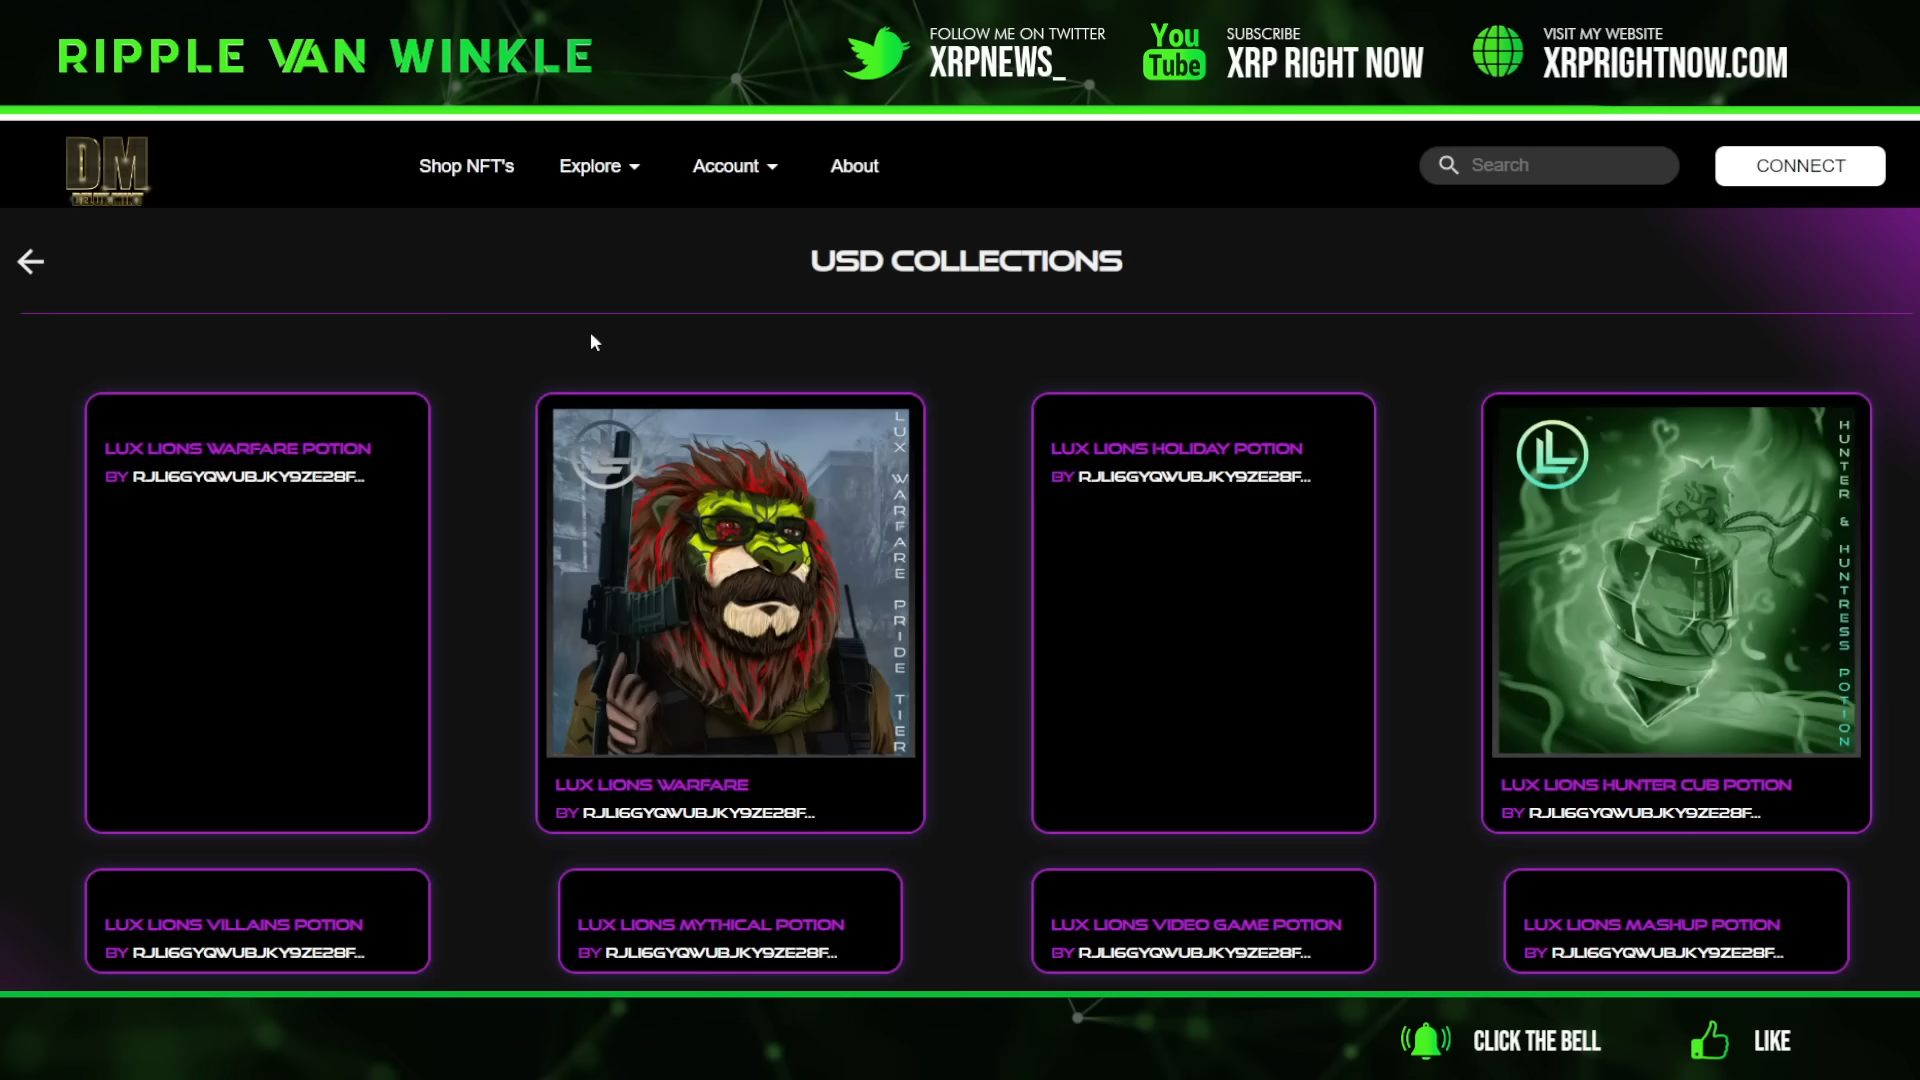 RIPPLE VAN WINKLE
FOLLOW ME ON TWITTER
XRPNEWS_
You
Tube
SUBSCRIBE
XRP RIGHT NOW
VISIT MY WEBSITE
XRPRIGHTNOW.COM
DM
Shop NFT's
Explore
Account
About
Search
CONNECT
USD COLLECTIONS
LUX LIONS WARFARE POTION
BY RJLI6GYQWUBJKY9ZE28F...
LUX WARFARE PRIDE TIER
LUX LIONS WARFARE
BY RJLI6GYQWUBJKY9ZE28F...
LUX LIONS HOLIDAY POTION
BY RJLI6GYQWUBJKY9ZE28F...
LL
HUNTER & HUNTRESS POTION
LUX LIONS HUNTER CUB POTION
BY RJLI6GYQWUBJKY9ZE28F...
LUX LIONS VILLAINS POTION
BY RJLI6GYQWUBJKY9ZE28F...
LUX LIONS MYTHICAL POTION
BY RJLI6GYQWUBJKY9ZE28F...
LUX LIONS VIDEO GAME POTION
BY RJLI6GYQWUBJKY9ZE28F...
LUX LIONS MASHUP POTION
BY RJLI6GYQWUBJKY9ZE28F...
CLICK THE BELL
LIKE